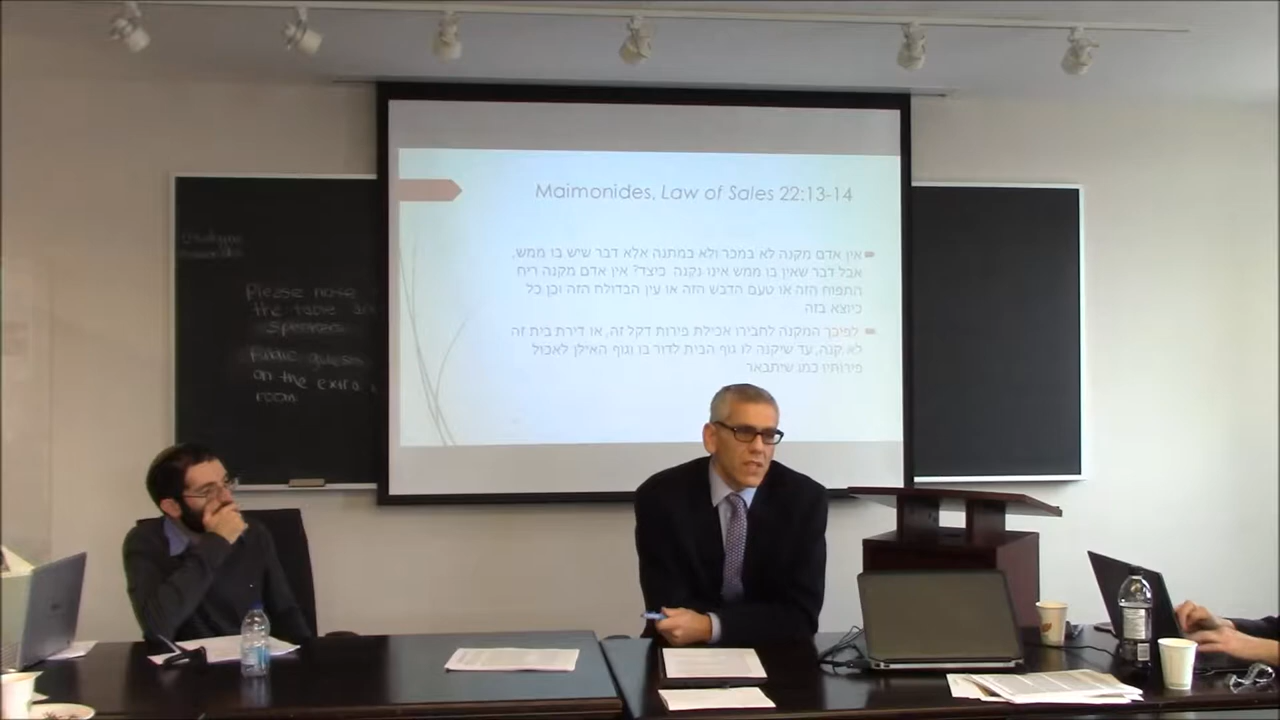 Maimonides, Law of Sales 22:13-14
אין אדם מקנה לא במכר ולא במתנה אלא דבר שיש בו ממש,
אבל דבר שאין בו ממש אינו נקנה כיצד? אין אדם מקנה ריח
התפוח הזה או טעם הדבש הזה או עין הבדולח הזה וכן כל
כיוצא בזה
לפיכך המקנה לחבירו אכילת פירות דקל זה, או דירת בית זה
לא קנה, עד שיקנה לו גוף הבית לדור בו וגוף האילן לאכול
פירותיו כמו שיתבאר
Please
the table
Public guests
on the extra
room